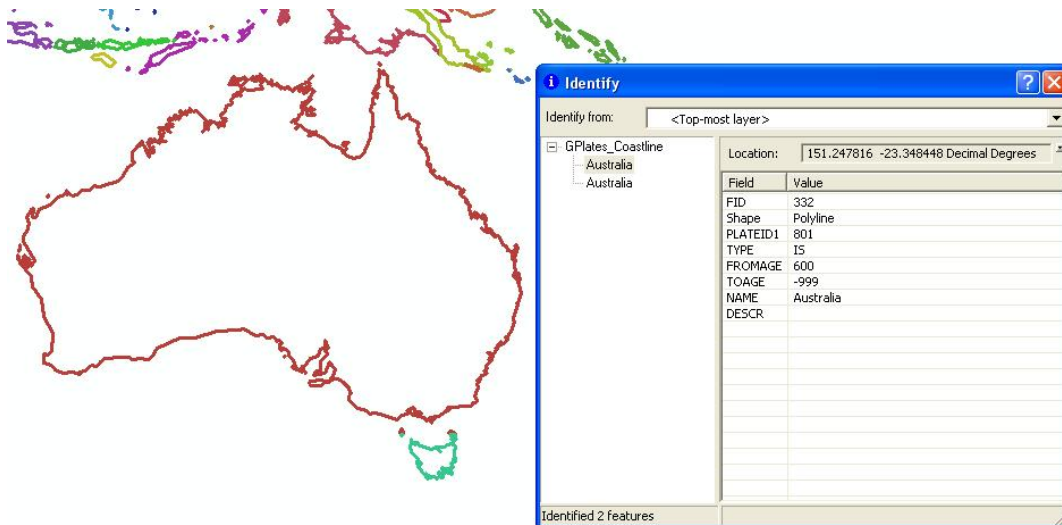 Identify
Identify from: <Top-most layer>
GPlates_Coastline
Australia
Australia
Location: 151.247816 -23.348448 Decimal Degrees
Field Value
FID 332
Shape Polyline
PLATEID1 801
TYPE IS
FROMAGE 600
TOAGE -999
NAME Australia
DESCR
Identified 2 features